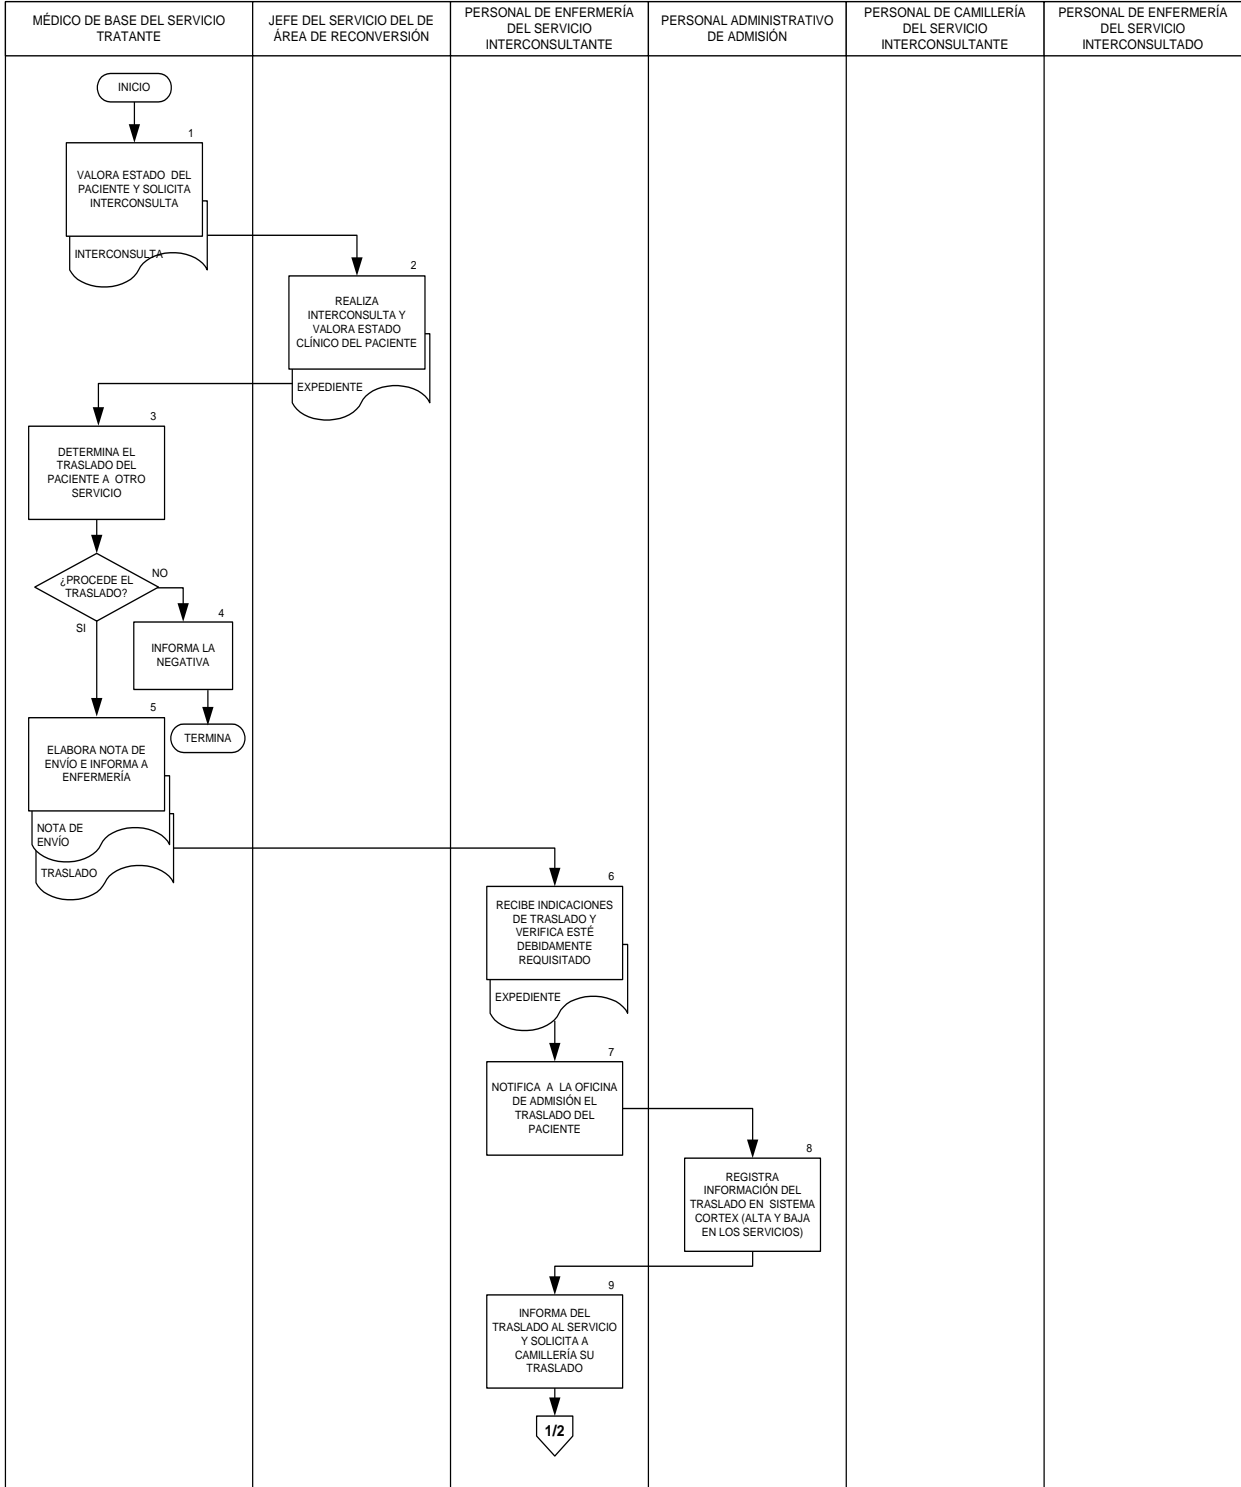 MÉDICO DE BASE DEL SERVICIO
TRATANTE
JEFE DEL SERVICIO DEL DE
ÁREA DE RECONVERSIÓN
PERSONAL DE ENFERMERÍA
DEL SERVICIO
INTERCONSULTANTE
PERSONAL ADMINISTRATIVO
DE ADMISIÓN
PERSONAL DE CAMILLERÍA
DEL SERVICIO
INTERCONSULTANTE
PERSONAL DE ENFERMERÍA
DEL SERVICIO
INTERCONSULTADO
INICIO
1
VALORA ESTADO DEL
PACIENTE Y SOLICITA
INTERCONSULTA
INTERCONSULTA
2
REALIZA
INTERCONSULTA Y
VALORA ESTADO
CLÍNICO DEL PACIENTE
EXPEDIENTE
3
DETERMINA EL
TRASLADO DEL
PACIENTE A OTRO
SERVICIO
¿PROCEDE EL
TRASLADO?
NO
SI
4
INFORMA LA
NEGATIVA
TERMINA
5
ELABORA NOTA DE
ENVÍO E INFORMA A
ENFERMERÍA
NOTA DE
ENVÍO
TRASLADO
6
RECIBE INDICACIONES
DE TRASLADO Y
VERIFICA ESTÉ
DEBIDAMENTE
REQUISITADO
EXPEDIENTE
7
NOTIFICA A LA OFICINA
DE ADMISIÓN EL
TRASLADO DEL
PACIENTE
8
REGISTRA
INFORMACIÓN DEL
TRASLADO EN SISTEMA
CORTEX (ALTA Y BAJA
EN LOS SERVICIOS)
9
INFORMA DEL
TRASLADO AL SERVICIO
Y SOLICITA A
CAMILLERÍA SU
TRASLADO
1/2